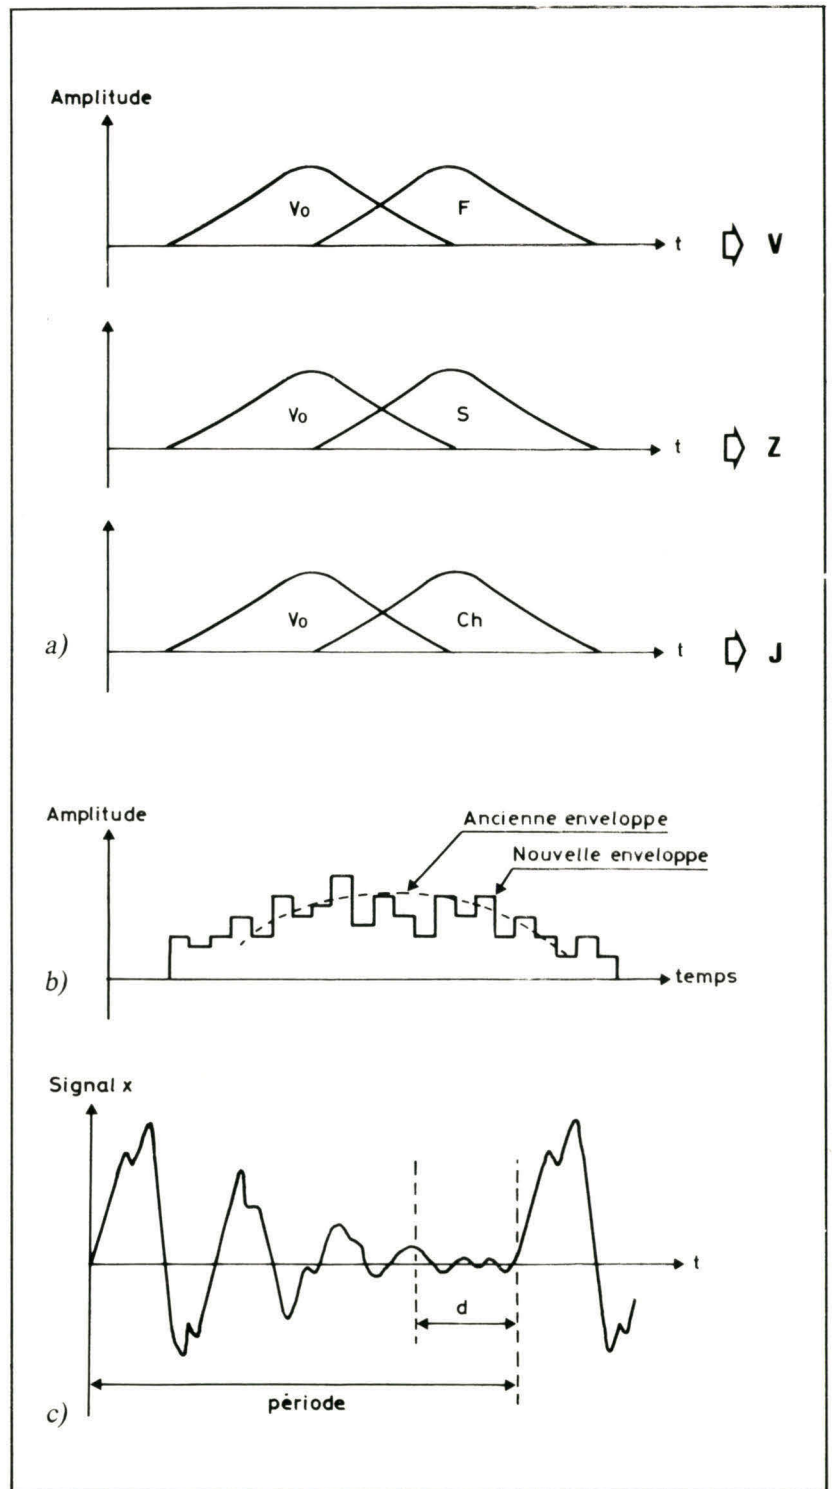 Amplitude
Vo F t V
Vo S t Z
Vo Ch t J
a)
Amplitude
Ancienne enveloppe
Nouvelle enveloppe
b) temps
Signal x
t
d
période
c)